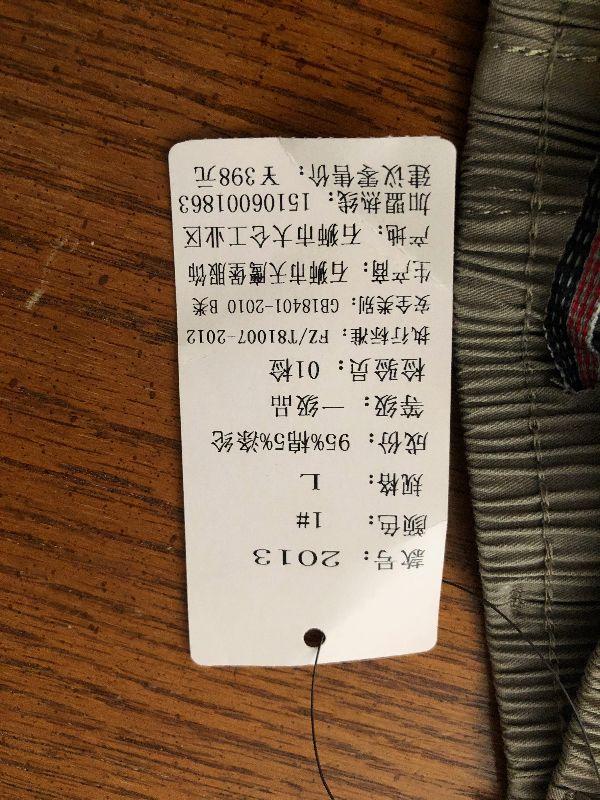 款号: 2013
颜色: 1#
规格: L
成份: 95%棉5%涤纶
等级: 一级品
检验员: 01检
执行标准: FZ/T81007-2012
安全类别: GB18401-2010 B类
生产商: 石狮市天鹰堡服饰
产地: 石狮市大仑工业区
加盟热线: 15106001863
建议零售价: ￥398元